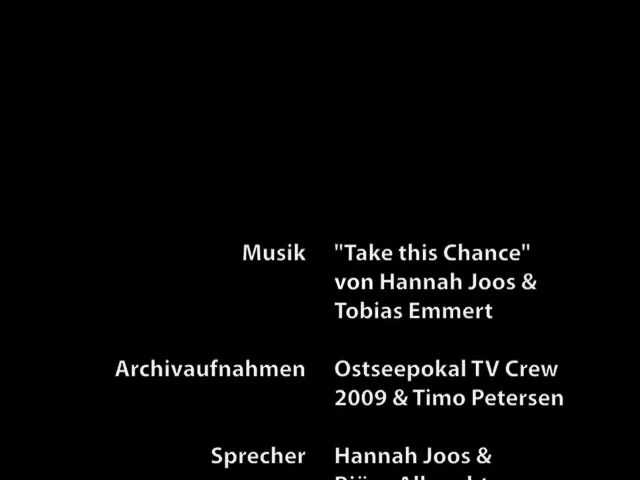 Musik "Take this Chance"
von Hannah Joos &
Tobias Emmert
Archivaufnahmen Ostseepokal TV Crew
2009 & Timo Petersen
Sprecher Hannah Joos &